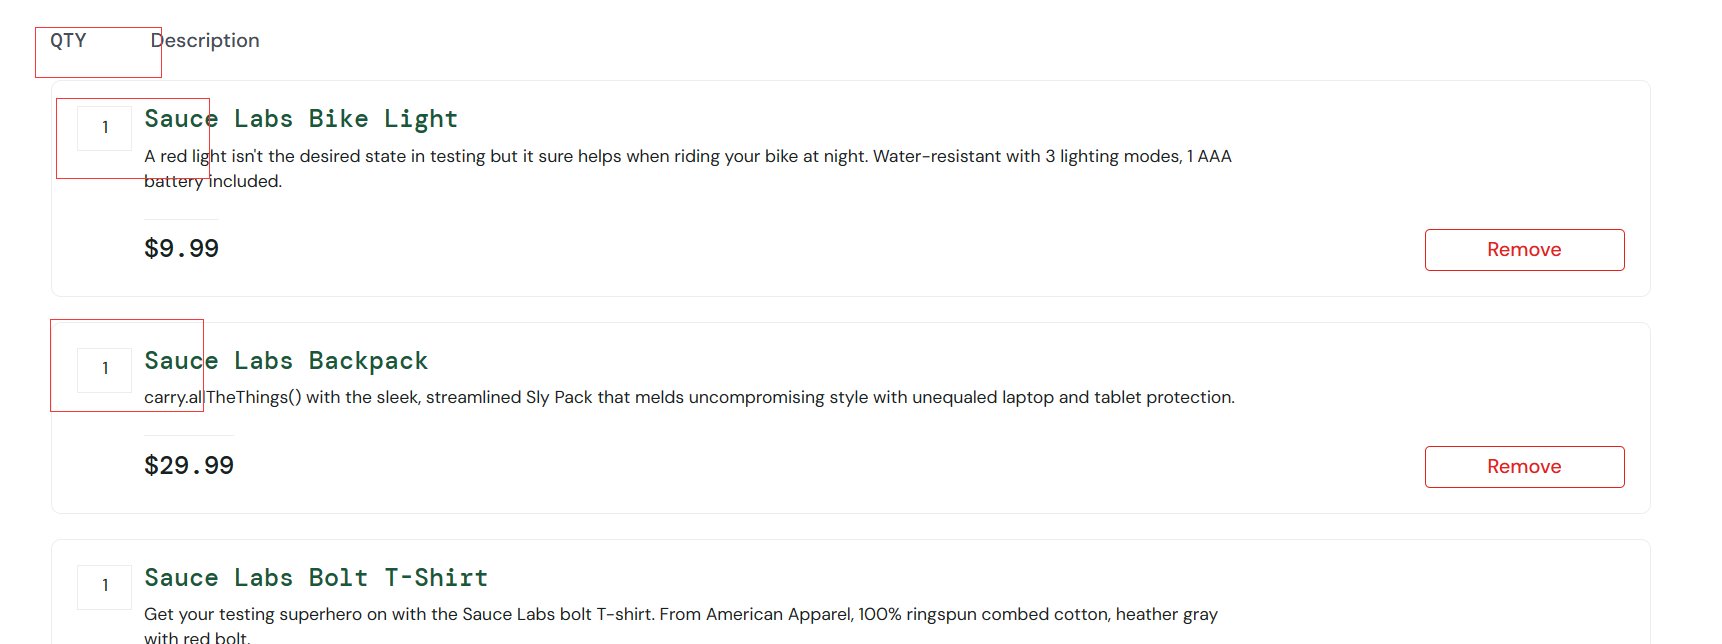 QTY Description
1 Sauce Labs Bike Light
A red light isn't the desired state in testing but it sure helps when riding your bike at night. Water-resistant with 3 lighting modes, 1 AAA
battery included.
$9.99 Remove
1 Sauce Labs Backpack
carry.allTheThings() with the sleek, streamlined Sly Pack that melds uncompromising style with unequaled laptop and tablet protection.
$29.99 Remove
1 Sauce Labs Bolt T-Shirt
Get your testing superhero on with the Sauce Labs bolt T-shirt. From American Apparel, 100% ringspun combed cotton, heather gray
with red bolt.